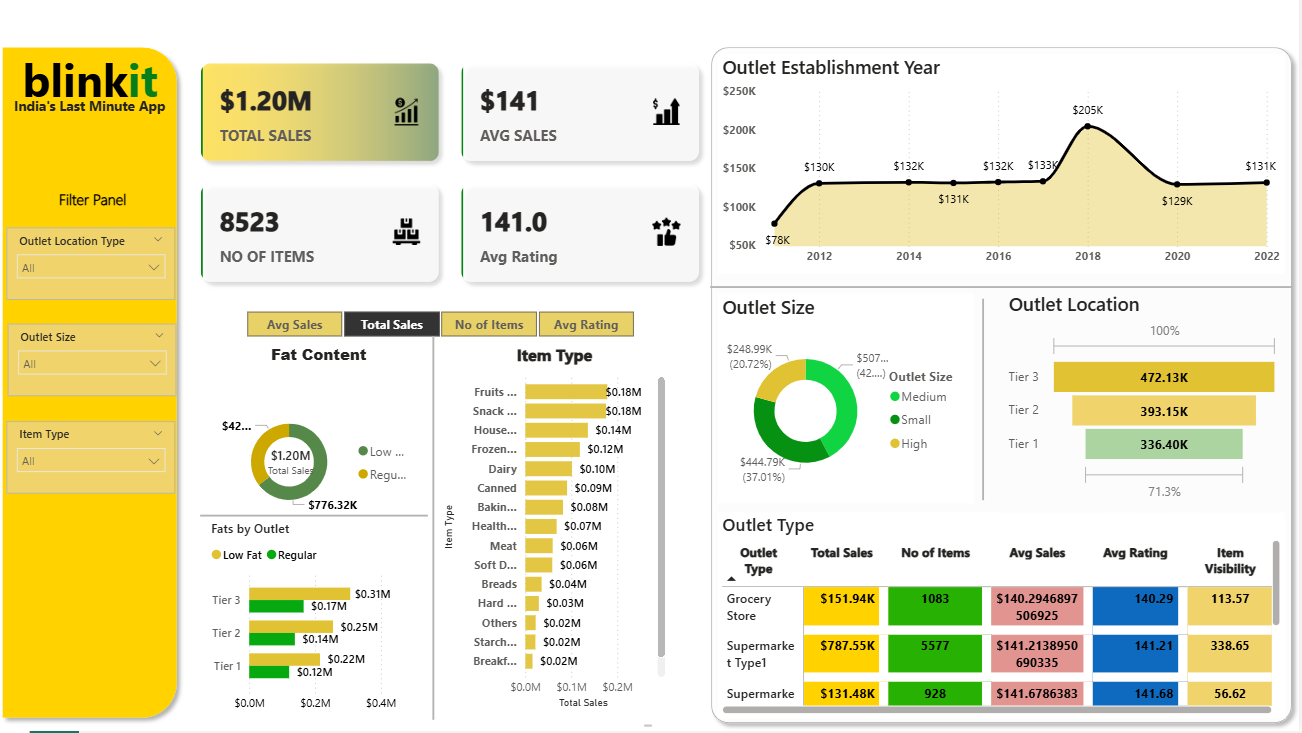 blinkit
India's Last Minute App
Filter Panel
Outlet Location Type
All
Outlet Size
All
Item Type
All
$1.20M
TOTAL SALES
$141
AVG SALES
8523
NO OF ITEMS
141.0
Avg Rating
Avg Sales
Total Sales
No of Items
Avg Rating
Fat Content
$42...
$1.20M
Total Sales
$776.32K
Low ...
Regu...
Fats by Outlet
Low Fat
Regular
Tier 3
$0.31M
$0.17M
Tier 2
$0.25M
$0.14M
Tier 1
$0.22M
$0.12M
$0.0M
$0.2M
$0.4M
Item Type
Item Type
Fruits ...
$0.18M
Snack ...
$0.18M
House...
$0.14M
Frozen...
$0.12M
Dairy
$0.10M
Canned
$0.09M
Bakin...
$0.08M
Health...
$0.07M
Meat
$0.06M
Soft D...
$0.06M
Breads
$0.04M
Hard ...
$0.03M
Others
$0.02M
Starch...
$0.02M
Breakf...
$0.02M
$0.0M
$0.1M
$0.2M
Total Sales
Outlet Establishment Year
$250K
$200K
$150K
$100K
$50K
$78K
$130K
$132K
$131K
$132K
$133K
$205K
$129K
$131K
2012
2014
2016
2018
2020
2022
Outlet Size
$248.99K
(20.72%)
$507...
(42....)
$444.79K
(37.01%)
Outlet Size
Medium
Small
High
Outlet Location
100%
Tier 3
472.13K
Tier 2
393.15K
Tier 1
336.40K
71.3%
Outlet Type
Outlet Type
Total Sales
No of Items
Avg Sales
Avg Rating
Item Visibility
Grocery
Store
$151.94K
1083
$140.2946897
506925
140.29
113.57
Supermarke
t Type1
$787.55K
5577
$141.2138950
690335
141.21
338.65
Supermarke
$131.48K
928
$141.6786383
141.68
56.62